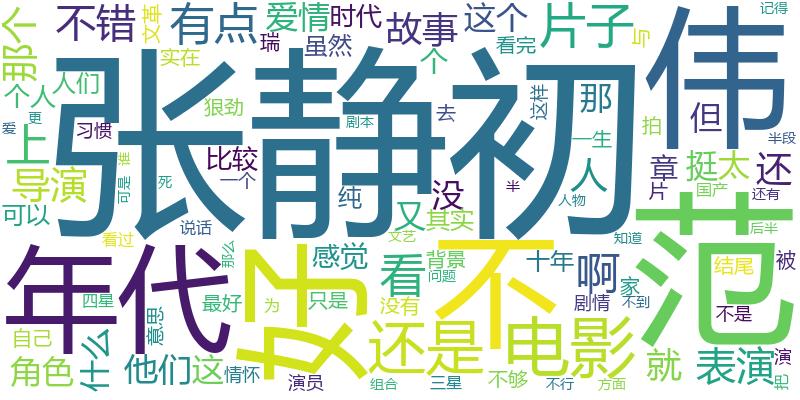 那个
不错
文革
有点
瑞
爱情
时代
虽然
故事
个
这个
看完
片子
与
伟
记得
个人
人们
实在
狠劲
张静初
剧本
去
这样
那
一生
拍
但
半段
爱
更
上
习惯
谁
可是
死
比较
一个
纯
没
半
人
人物
章
片
挺
太
国产
还
还有
导演
可以
看过
说话
那么
又
其实
文艺
知道
范
后半
年代
好
感觉
看
背景
问题
不
十年
啊
家
结尾
被
四星
意思
最好
为
只是
没有
还是
电影
剧情
不到
不是
自己
角色
什么
他们
这
情怀
演员
组合
三星
不够
不行
方面
就
表演
演
把